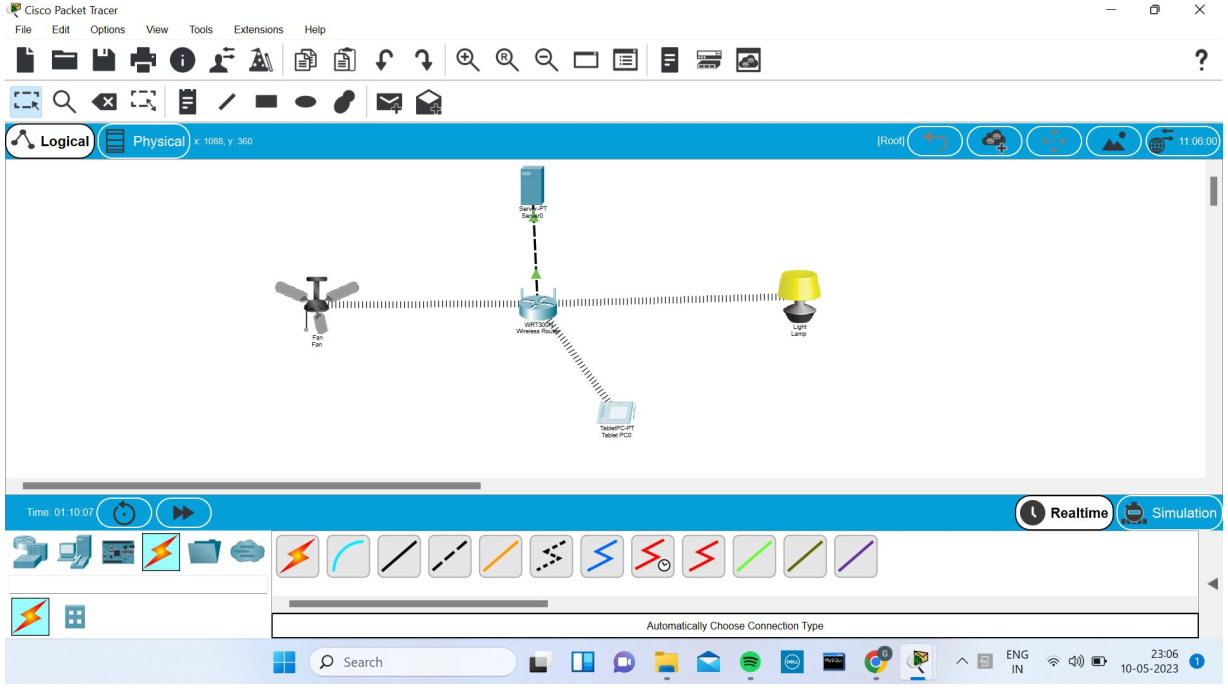 Cisco Packet Tracer
File Edit Options View Tools Extensions Help
Logical Physical x: 1088, y: 360 [Root] 11:06:00
Server-PT
Server0
Fan
Fan
WRT300N
Wireless Router
Light
Lamp
TabletPC-PT
Tablet PC0
Time: 01:10:07 Realtime Simulation
Automatically Choose Connection Type
Search
ENG
IN
23:06
10-05-2023
1